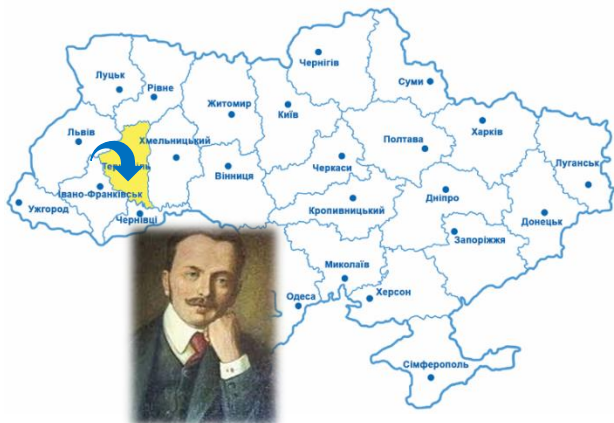 Чернігів
Суми
Луцьк
Рівне
Житомир
Київ
Харків
Львів
Хмельницький
Полтава
Луганськ
Вінниця
Черкаси
Івано-Франківськ
Дніпро
Ужгород
Чернівці
Кропивницький
Донецьк
Запоріжжя
Миколаїв
Одеса
Херсон
Сімферополь